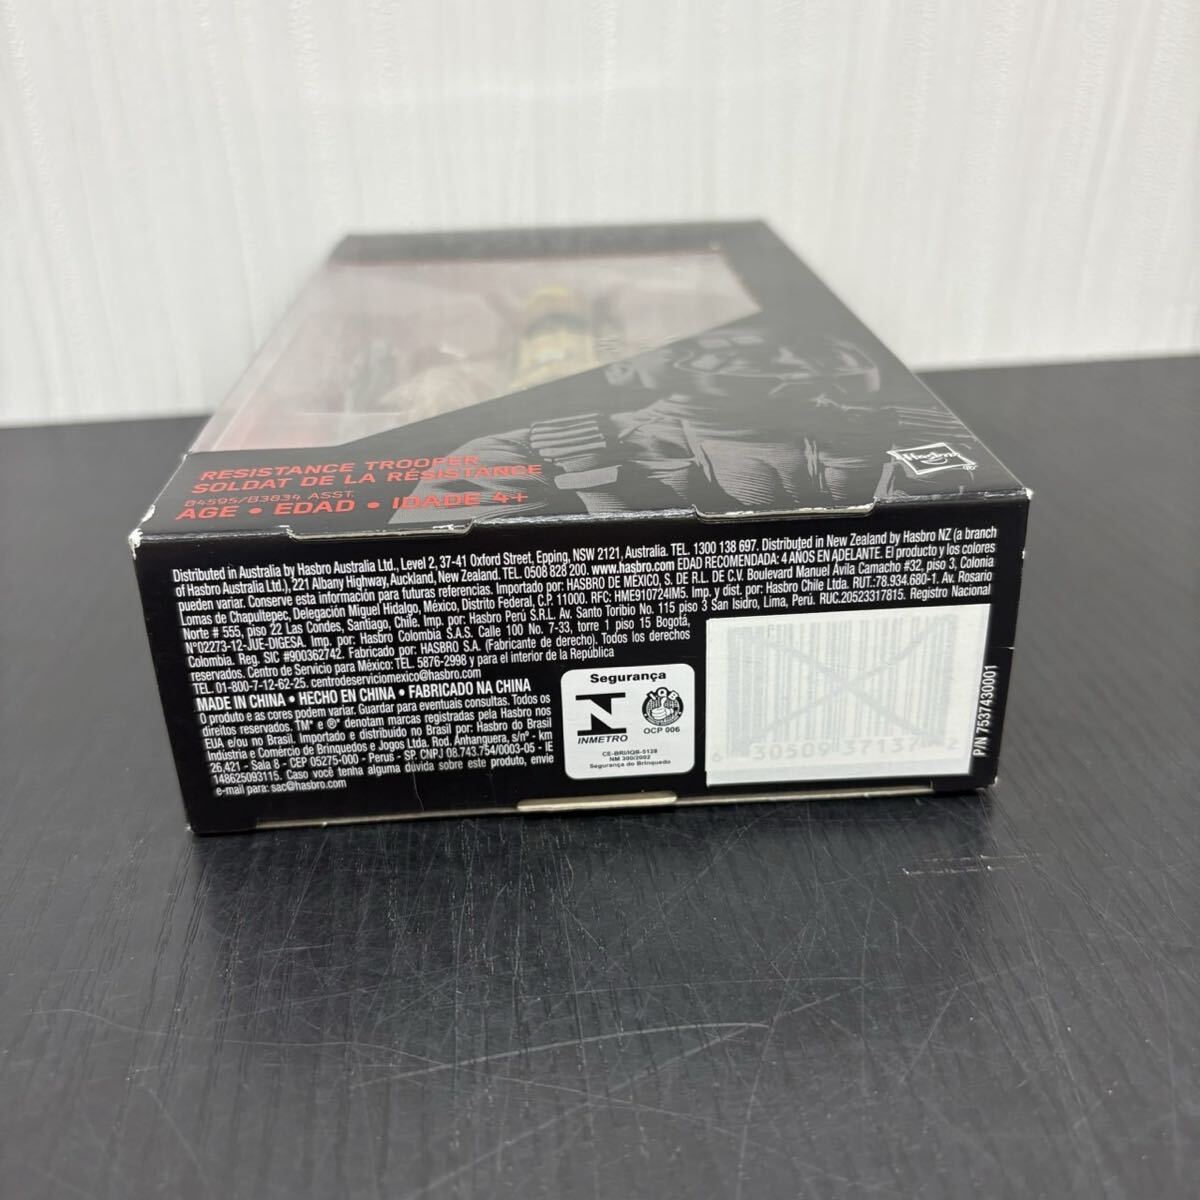 RESISTANCE TROOPER
SOLDAT DE LA RÉSISTANCE
B4595/B3834 ASST.
AGE • EDAD • IDADE 4+
Hasbro
Distributed in Australia by Hasbro Australia Ltd., Level 2, 37-41 Oxford Street, Epping, NSW 2121, Australia. TEL. 1300 138 697. Distributed in New Zealand by Hasbro NZ (a branch
of Hasbro Australia Ltd.), 221 Albany Highway, Auckland, New Zealand. TEL. 0508 828 200. www.hasbro.com EDAD RECOMENDADA: 4 AÑOS EN ADELANTE. El producto y los colores
pueden variar. Conserve esta información para futuras referencias. Importado por: HASBRO DE MÉXICO, S. DE R.L. DE C.V. Boulevard Manuel Ávila Camacho #32, piso 3, Colonia
Lomas de Chapultepec, Delegación Miguel Hidalgo, México, Distrito Federal, C.P. 11000. RFC: HME910724IM5. Imp. y dist. por: Hasbro Chile Ltda. RUT.:78.934.680-1. Av. Rosario
Norte # 555, piso 22 Las Condes, Santiago, Chile. Imp. por: Hasbro Perú S.R.L. Av. Santo Toribio No. 115 piso 3 San Isidro, Lima, Perú. RUC.20523317815. Registro Nacional
N°02273-12-JUE-DIGESA. Imp. por: Hasbro Colombia S.A.S. Calle 100 No. 7-33, torre 1 piso 15 Bogotá,
Colombia. Reg. SIC #900362742. Fabricado por: HASBRO S.A. (Fabricante de derecho). Todos los derechos
reservados. Centro de Servicio para México: TEL. 5876-2998 y para el interior de la República
TEL. 01-800-7-12-62-25. centrodeserviciomexico@hasbro.com
MADE IN CHINA • HECHO EN CHINA • FABRICADO NA CHINA
O produto e as cores podem variar. Guardar para eventuais consultas. Todos os
direitos reservados. TM* e ®* denotam marcas registradas pela Hasbro nos
EUA e/ou no Brasil. Importado e distribuido no Brasil por: Hasbro do Brasil
Indústria e Comércio de Brinquedos e Jogos Ltda. Rod. Anhanguera, s/nº - km
26.421 - Sala 8 - CEP 05275-000 - Perus - SP. CNPJ 08.743.754/0003-05 - IE
148625093115. Caso você tenha alguma dúvida sobre este produto, envie
e-mail para: sac@hasbro.com
Segurança
IQB
INMETRO
OCP 006
CE-BRI/IQB-5128
NM 300/2002
Segurança do Brinquedo
6 30509 37137 2
P/N 7537430001